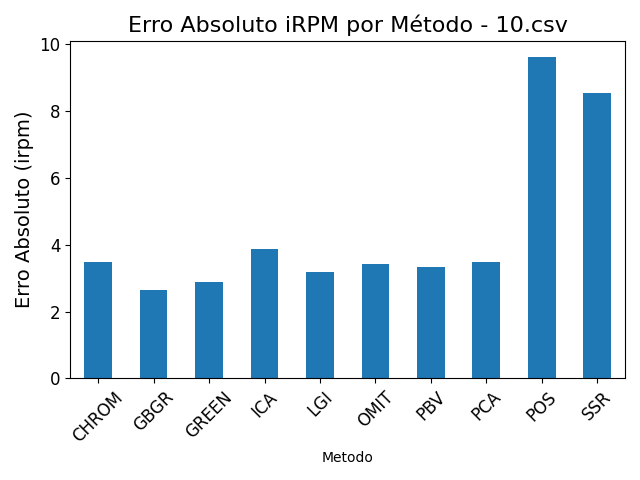 Erro Absoluto iRPM por Método - 10.csv
Erro Absoluto (irpm)
10
8
6
4
2
0
CHROM
GBGR
GREEN
ICA
LGI
OMIT
PBV
PCA
POS
SSR
Metodo